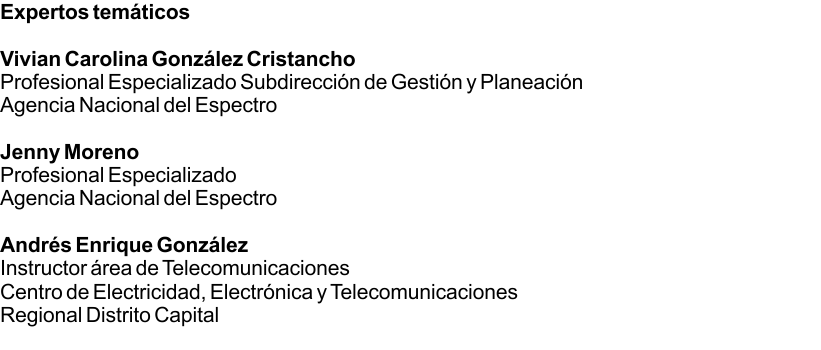 Expertos temáticos
Vivian Carolina González Cristancho
Profesional Especializado Subdirección de Gestión y Planeación
Agencia Nacional del Espectro
Jenny Moreno
Profesional Especializado
Agencia Nacional del Espectro
Andrés Enrique González
Instructor área de Telecomunicaciones
Centro de Electricidad, Electrónica y Telecomunicaciones
Regional Distrito Capital